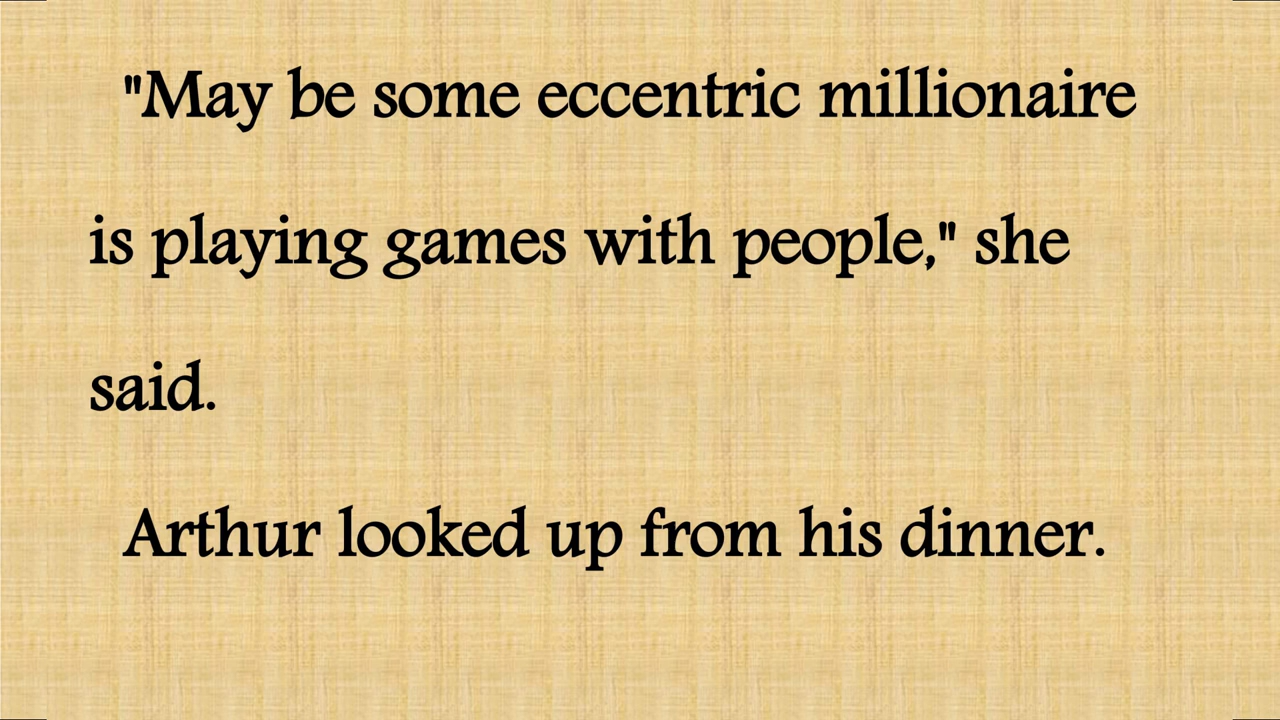 "May be some eccentric millionaire
is playing games with people," she
said.
Arthur looked up from his dinner.